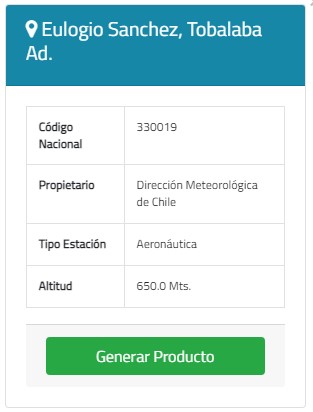 Eulogio Sanchez, Tobalaba
Ad.
Código
Nacional
330019
Propietario
Dirección Meteorológica
de Chile
Tipo Estación
Aeronáutica
Altitud
650.0 Mts.
Generar Producto